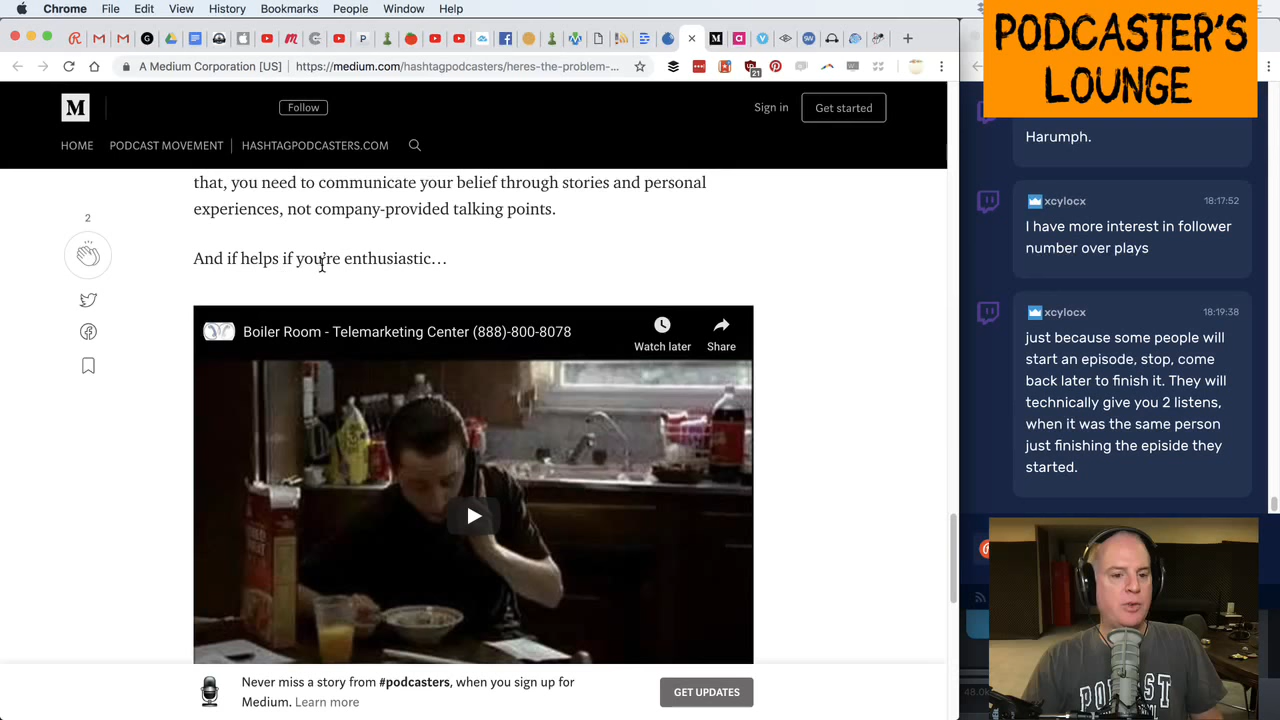 Chrome File Edit View History Bookmarks People Window Help
PODCASTER'S
LOUNGE
A Medium Corporation [US] https://medium.com/hashtagpodcasters/heres-the-problem-...
21
M
Follow
Sign in
Get started
HOME PODCAST MOVEMENT HASHTAGPODCASTERS.COM
that, you need to communicate your belief through stories and personal
experiences, not company-provided talking points.
2
And if helps if you're enthusiastic...
Boiler Room - Telemarketing Center (888)-800-8078
Watch later
Share
Never miss a story from #podcasters, when you sign up for
Medium. Learn more
GET UPDATES
Harumph.
xcylocx 18:17:52
I have more interest in follower
number over plays
xcylocx 18:19:38
just because some people will
start an episode, stop, come
back later to finish it. They will
technically give you 2 listens,
when it was the same person
just finishing the episide they
started.
48.0k